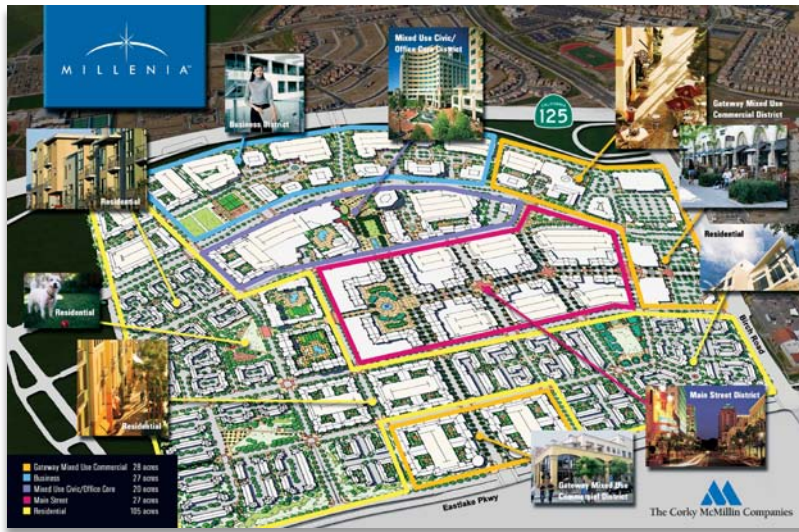 MILLENIA™
Business District
Mixed Use Civic/
Office Core District
CALIFORNIA
125
Gateway Mixed Use
Commercial District
Residential
Residential
Residential
Residential
Birch Road
Main Street District
Gateway Mixed Use
Commercial District
Eastlake Pkwy
Gateway Mixed Use Commercial 28 acres
Business 27 acres
Mixed Use Civic/Office Core 20 acres
Main Street 27 acres
Residential 105 acres
The Corky McMillin Companies